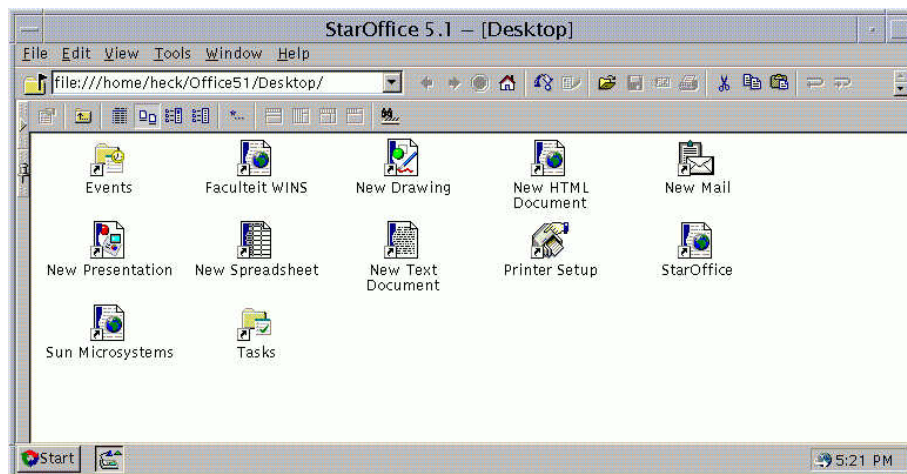 StarOffice 5.1 – [Desktop]
File Edit View Tools Window Help
file:///home/heck/Office51/Desktop/
Events Faculteit WINS New Drawing New HTML Document New Mail
New Presentation New Spreadsheet New Text Document Printer Setup StarOffice
Sun Microsystems Tasks
Start 5:21 PM